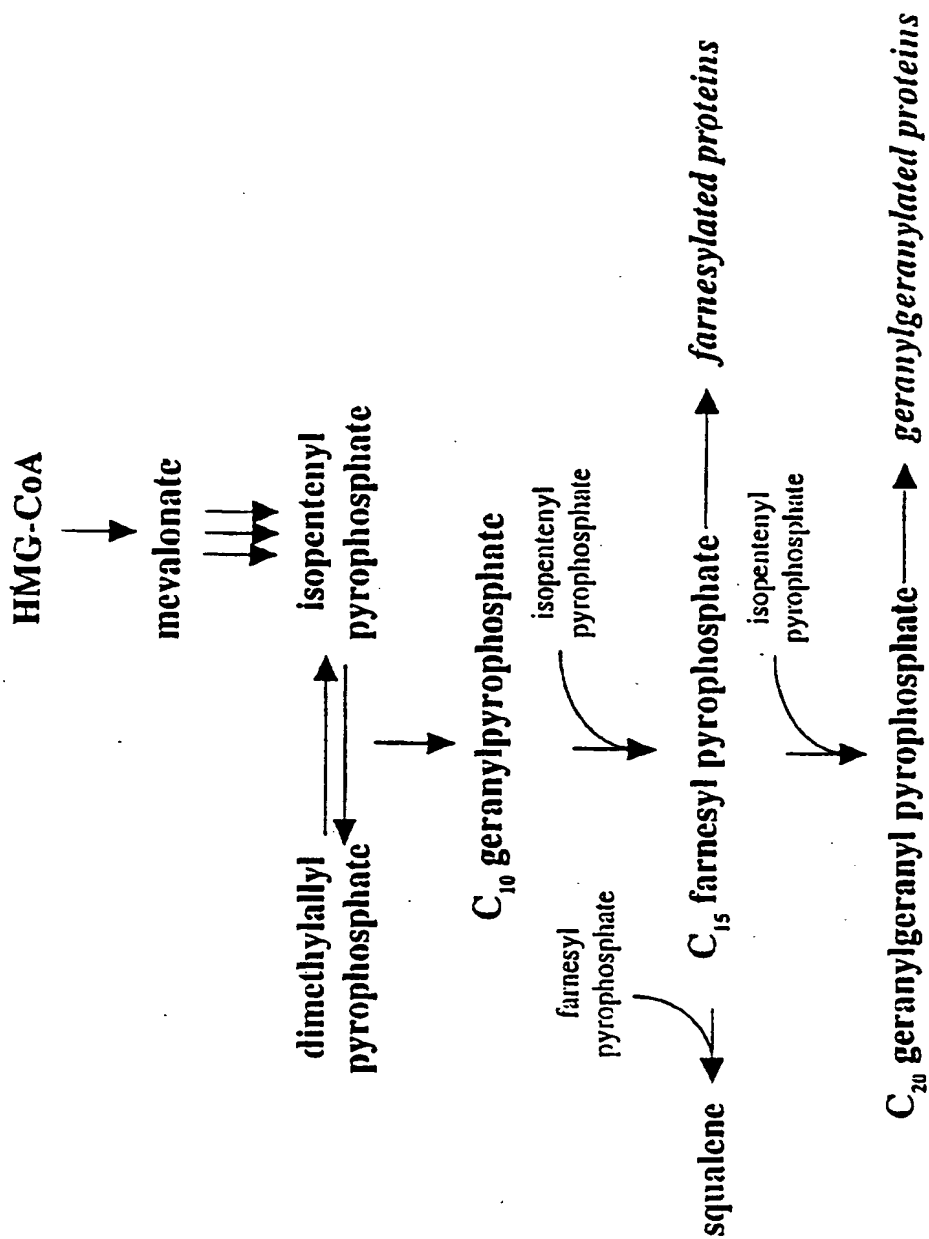 HMG-CoA
mevalonate
dimethylallyl
pyrophosphate
isopentenyl
pyrophosphate
C₁₀ geranylpyrophosphate
isopentenyl
pyrophosphate
farnesyl
pyrophosphate
squalene
C₁₅ farnesyl pyrophosphate
farnesylated proteins
isopentenyl
pyrophosphate
C₂₀ geranylgeranyl pyrophosphate
geranylgeranylated proteins